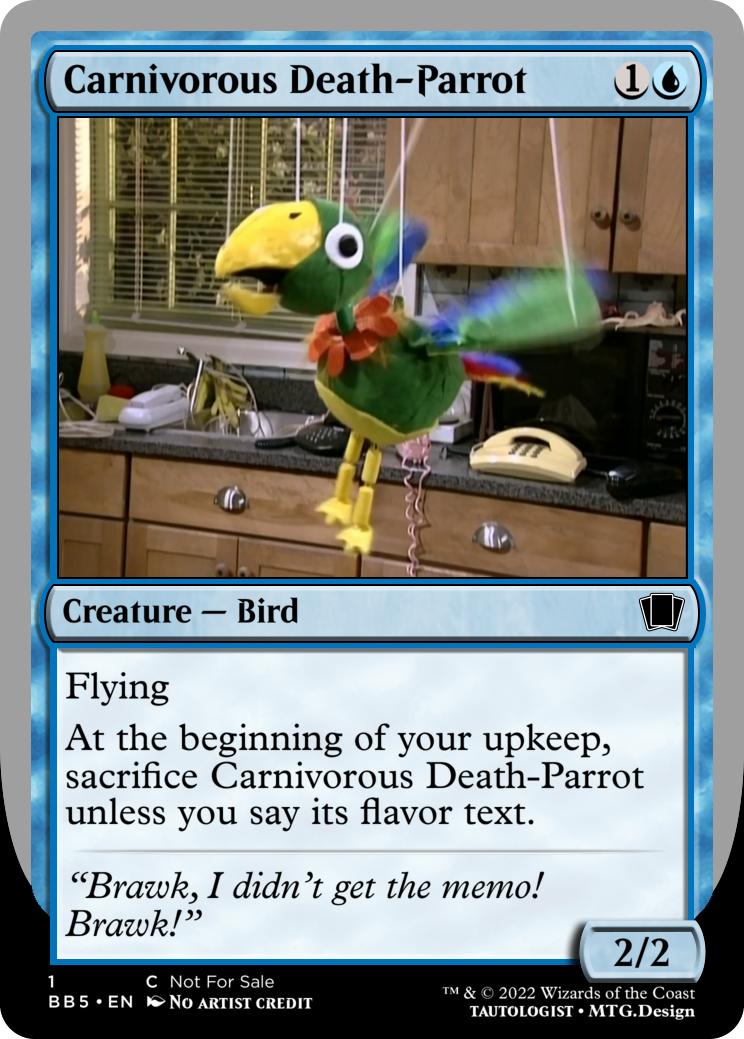 Carnivorous Death-Parrot 1
Creature — Bird
Flying
At the beginning of your upkeep,
sacrifice Carnivorous Death-Parrot
unless you say its flavor text.
“Brawk, I didn’t get the memo!
Brawk!”
2/2
1 C Not For Sale
BB5 • EN No artist credit
™ & © 2022 Wizards of the Coast
TAUTOLOGIST • MTG.Design